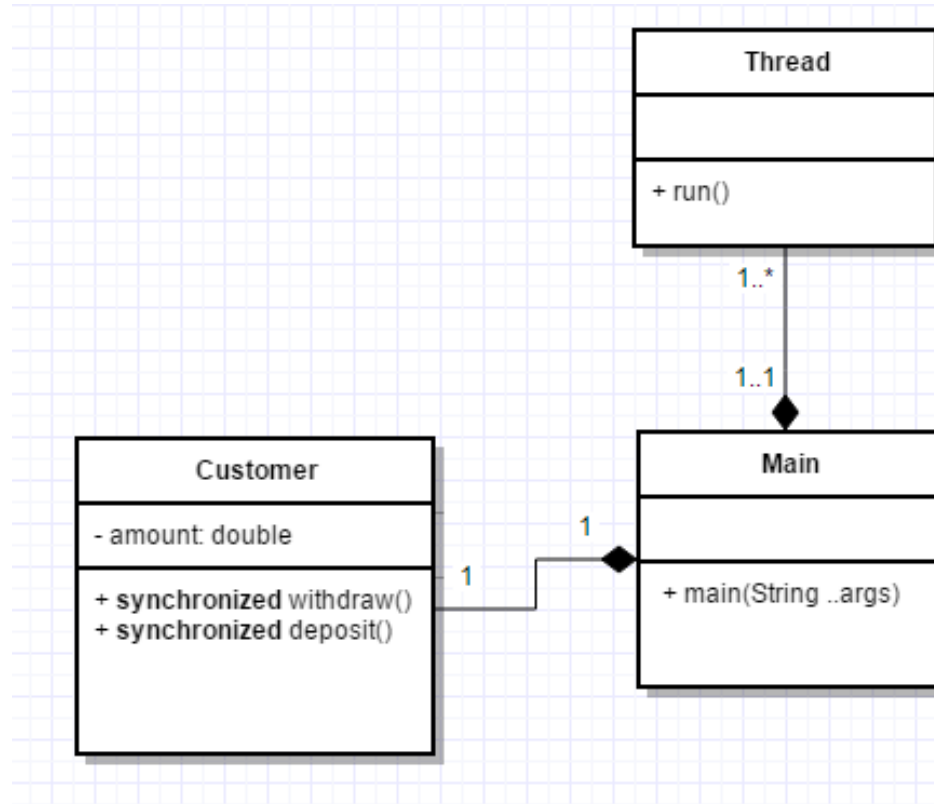 Thread
+ run()
1..*
1..1
Main
+ main(String ..args)
1
Customer
- amount: double
+ synchronized withdraw()
+ synchronized deposit()
1